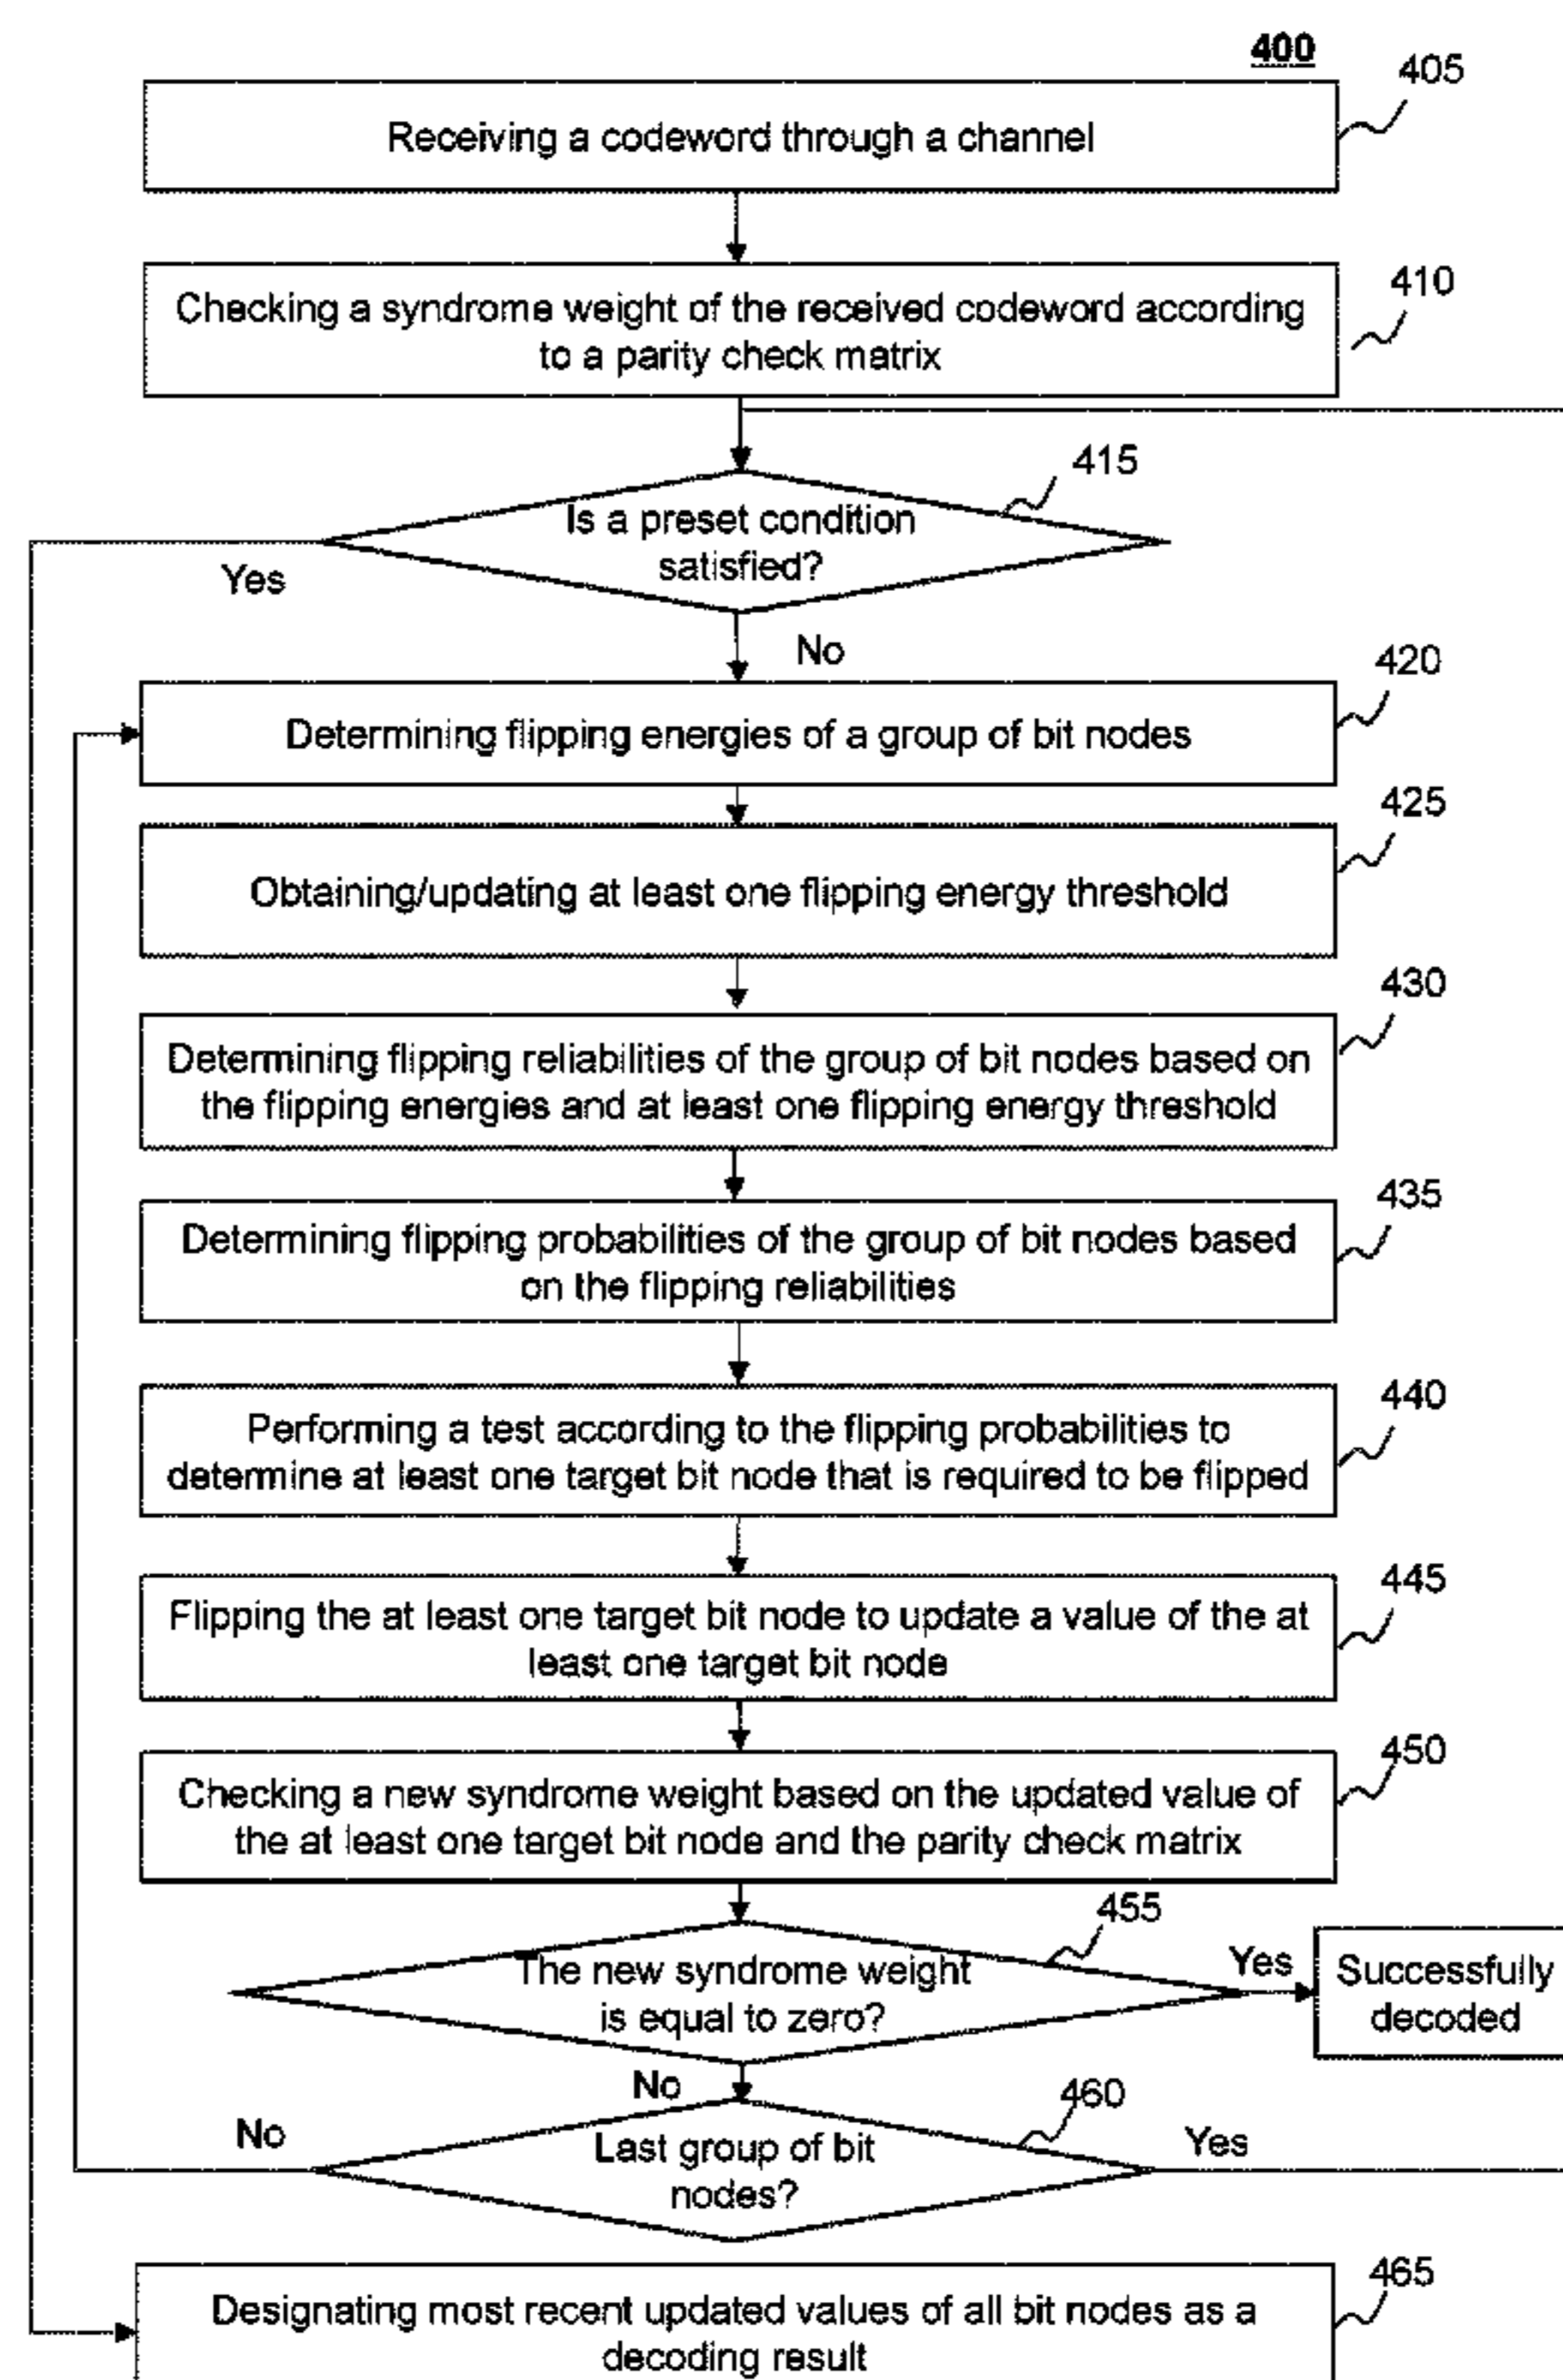 400
405
Receiving a codeword through a channel
410
Checking a syndrome weight of the received codeword according
to a parity check matrix
415
Is a preset condition
satisfied?
Yes
No
420
Determining flipping energies of a group of bit nodes
425
Obtaining/updating at least one flipping energy threshold
430
Determining flipping reliabilities of the group of bit nodes based on
the flipping energies and at least one flipping energy threshold
435
Determining flipping probabilities of the group of bit nodes based
on the flipping reliabilities
440
Performing a test according to the flipping probabilities to
determine at least one target bit node that is required to be flipped
445
Flipping the at least one target bit node to update a value of the at
least one target bit node
450
Checking a new syndrome weight based on the updated value of
the at least one target bit node and the parity check matrix
455
The new syndrome weight
is equal to zero?
Yes
Successfully
decoded
No
460
No
Last group of bit
nodes?
Yes
465
Designating most recent updated values of all bit nodes as a
decoding result